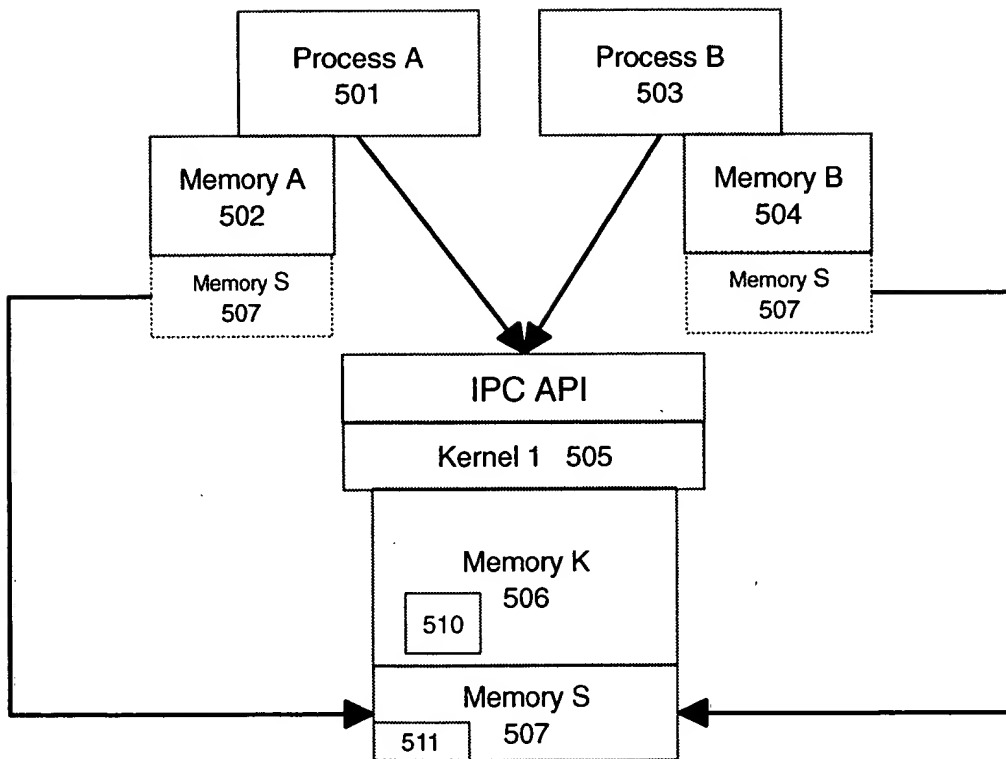 Process A
501
Process B
503
Memory A
502
Memory B
504
Memory S
507
Memory S
507
IPC API
Kernel 1 505
Memory K
506
510
Memory S
507
511